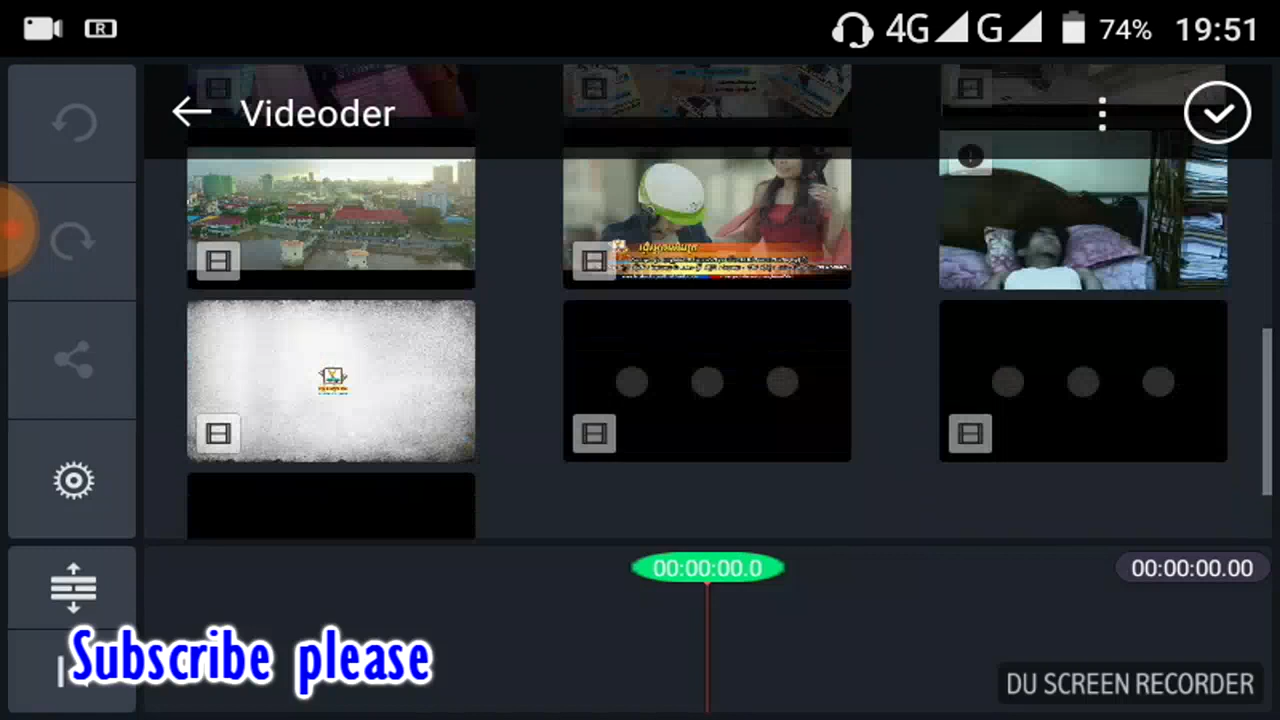 R 4G G 74% 19:51
Videoder
00:00:00.0
00:00:00.00
Subscribe please
DU SCREEN RECORDER